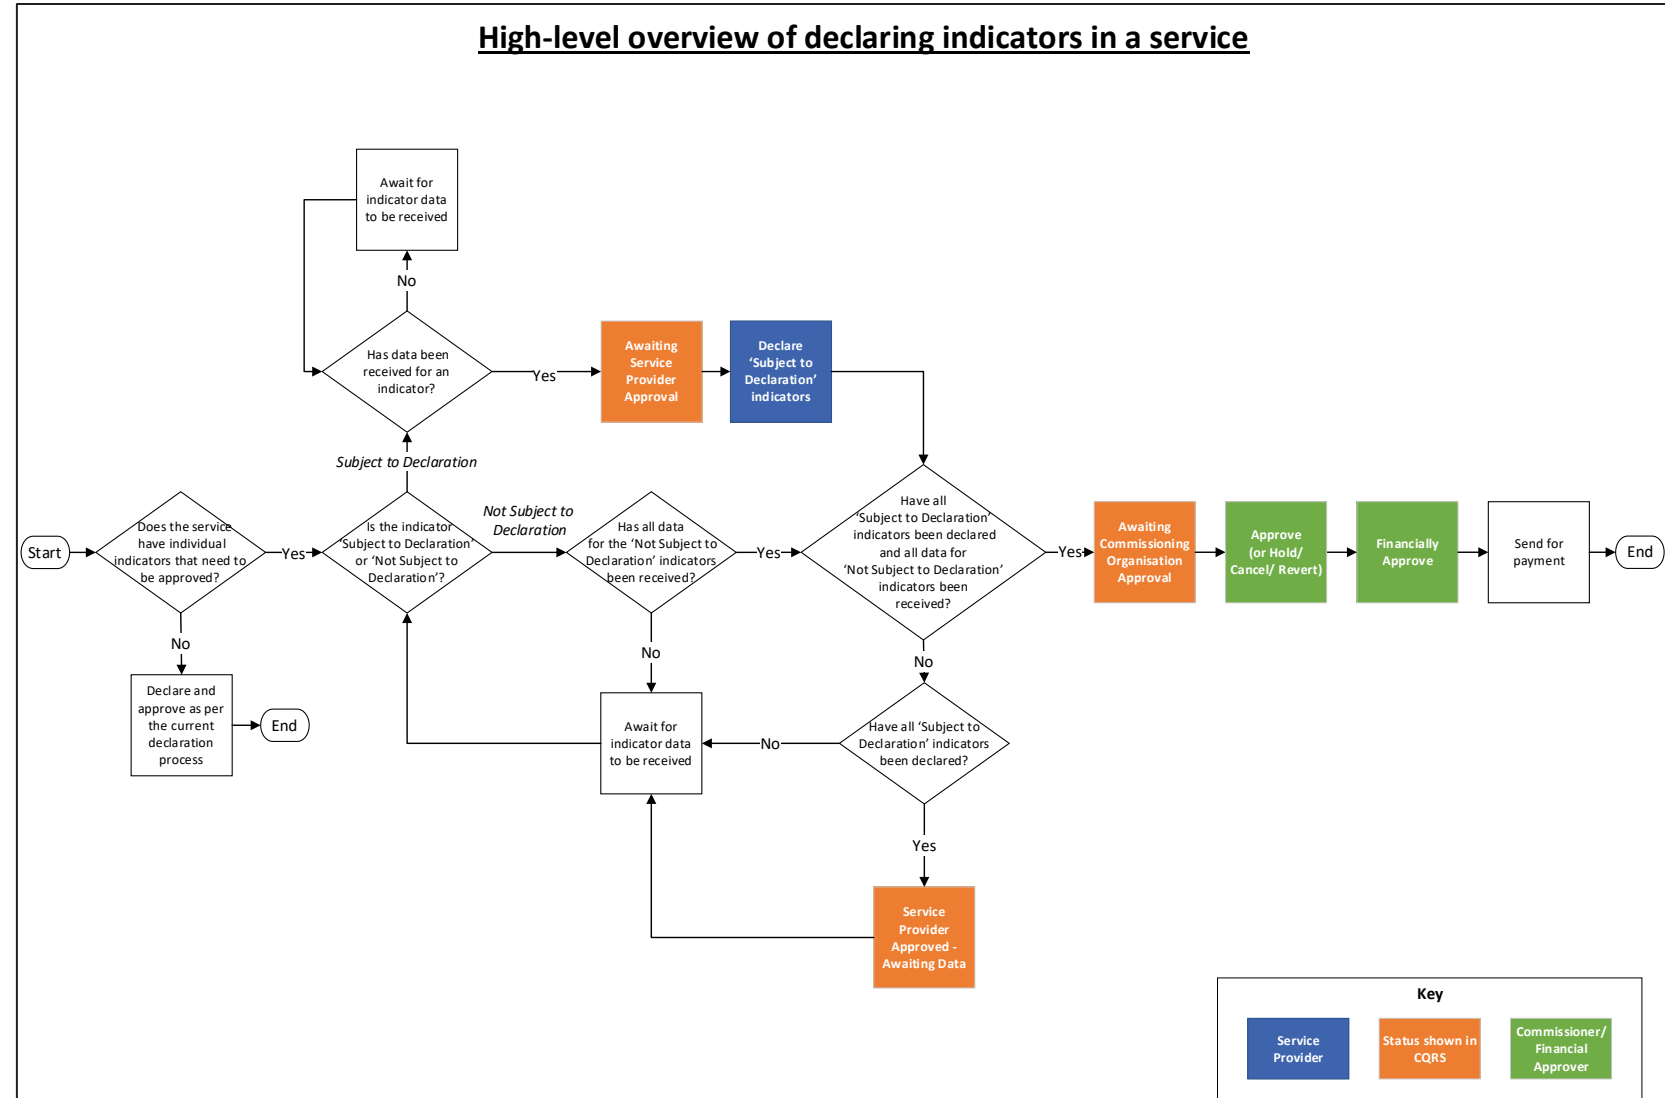 High-level overview of declaring indicators in a service
Await for
indicator data
to be received
No
Has data been
received for an
indicator?
Yes
Awaiting
Service
Provider
Approval
Declare
‘Subject to
Declaration’
indicators
Subject to Declaration
Start
Does the service
have individual
indicators that need to
be approved?
Yes
Is the indicator
‘Subject to Declaration’
or ‘Not Subject to
Declaration’?
Not Subject to
Declaration
Has all data
for the ‘Not Subject to
Declaration’ indicators
been received?
Yes
Have all
‘Subject to Declaration’
indicators been declared
and all data for
‘Not Subject to Declaration’
indicators been
received?
Yes
Awaiting
Commissioning
Organisation
Approval
Approve
(or Hold/
Cancel/ Revert)
Financially
Approve
Send for
payment
End
No
Declare and
approve as per
the current
declaration
process
End
No
Await for
indicator data
to be received
No
No
Have all ‘Subject to
Declaration’ indicators
been declared?
Yes
Service
Provider
Approved -
Awaiting Data
Key
Service
Provider
Status shown in
CQRS
Commissioner/
Financial
Approver